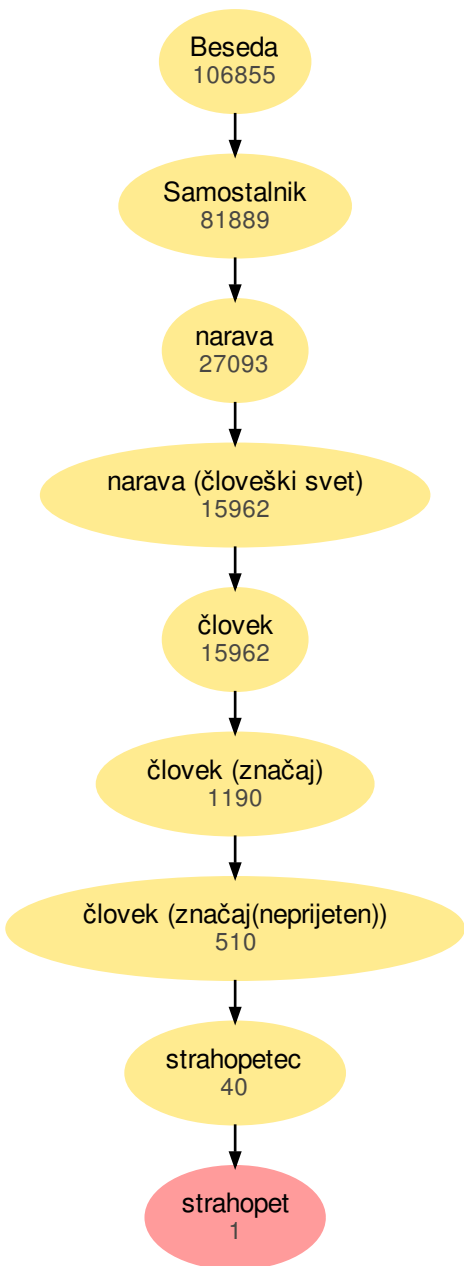 Beseda
106855
Samostalnik
81889
narava
27093
narava (človeški svet)
15962
človek
15962
človek (značaj)
1190
človek (značaj(neprijeten))
510
strahopetec
40
strahopet
1